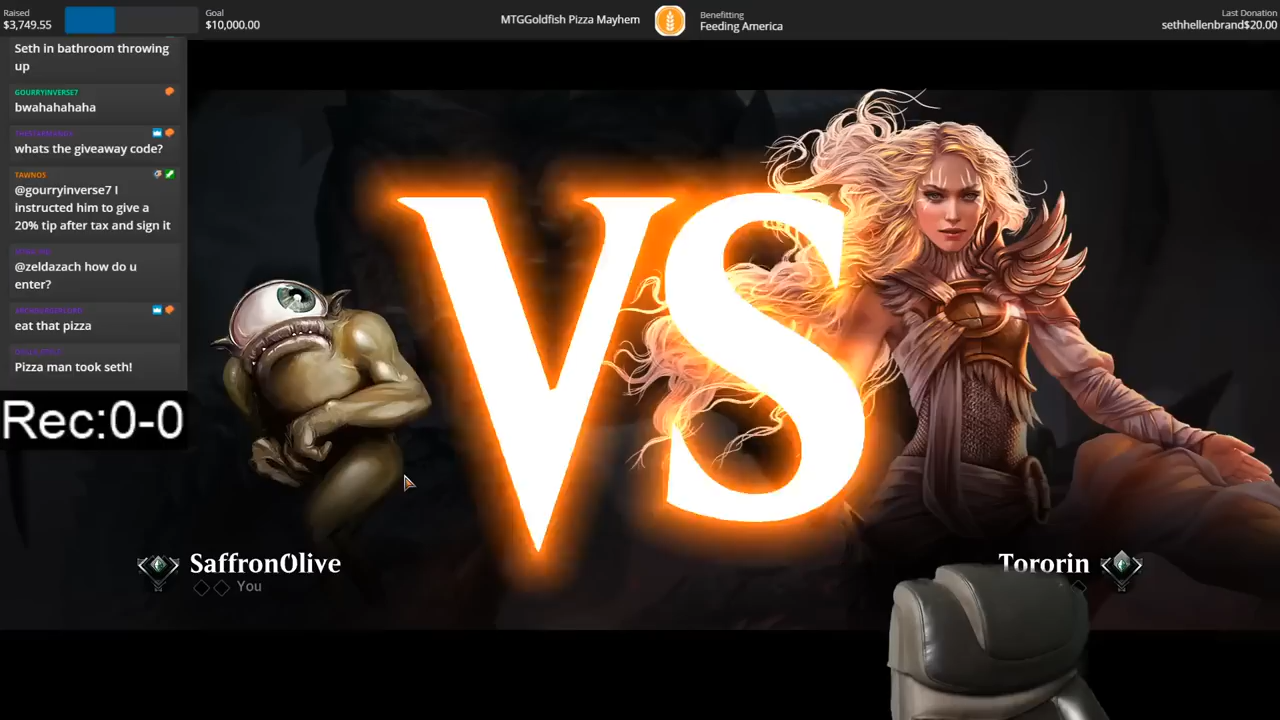 Raised
$3,749.55
Goal
$10,000.00
MTGGoldfish Pizza Mayhem
Benefitting
Feeding America
Last Donation
sethhellenbrand$20.00
Seth in bathroom throwing
up
GOURRYINVERSE7
bwahahahaha
whats the giveaway code?
TAWNOS
@gourryinverse7 I
instructed him to give a
20% tip after tax and sign it
@zeldazach how do u
enter?
eat that pizza
Pizza man took seth!
Rec:0-0
VS
SaffronOlive
You
Tororin